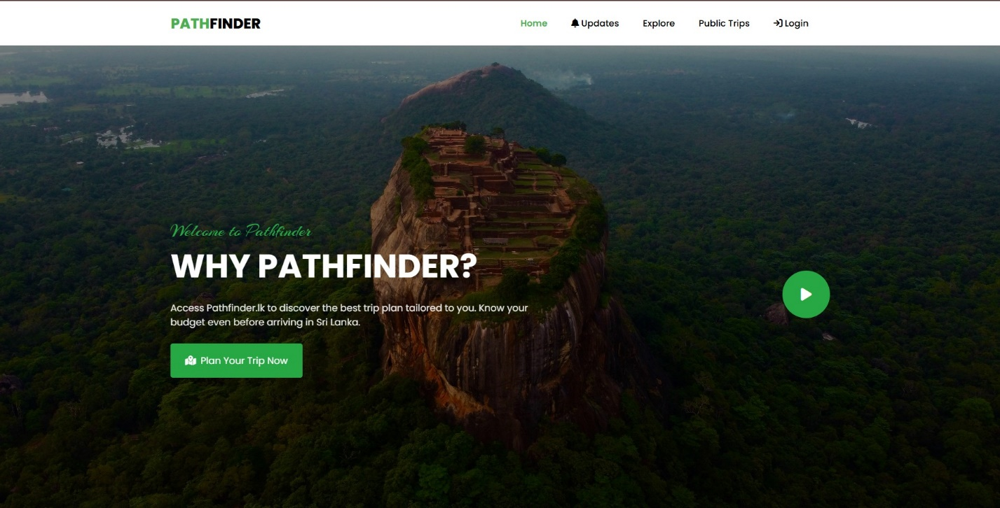 PATHFINDER
Home
Updates
Explore
Public Trips
Login
Welcome to Pathfinder
WHY PATHFINDER?
Access Pathfinder.lk to discover the best trip plan tailored to you. Know your
budget even before arriving in Sri Lanka.
Plan Your Trip Now